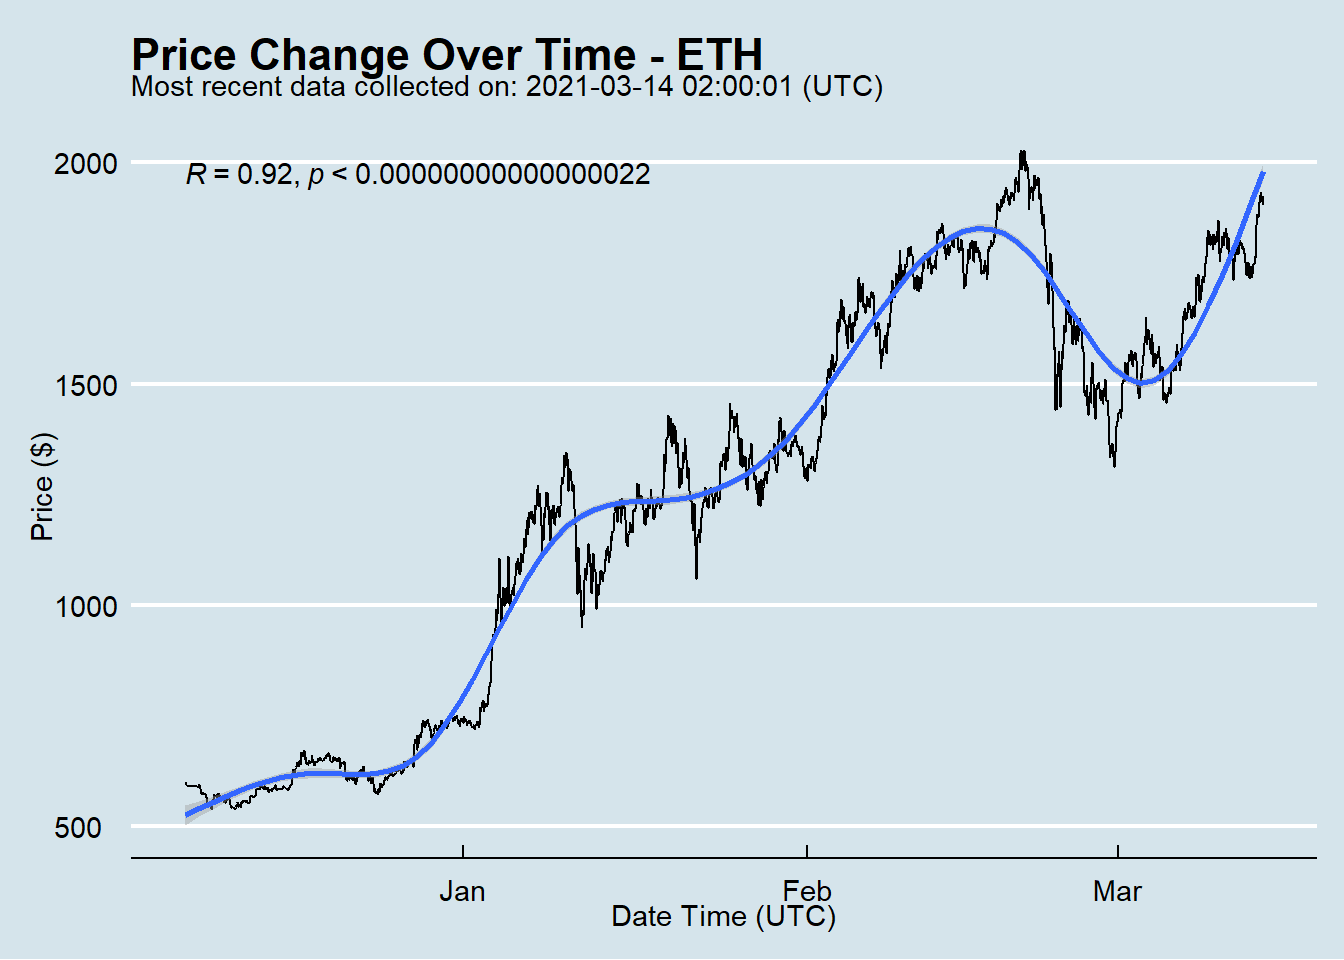 Price Change Over Time - ETH
Most recent data collected on: 2021-03-14 02:00:01 (UTC)
R = 0.92, p < 0.00000000000000022
2000
1500
1000
500
Price ($)
Jan Feb Mar
Date Time (UTC)